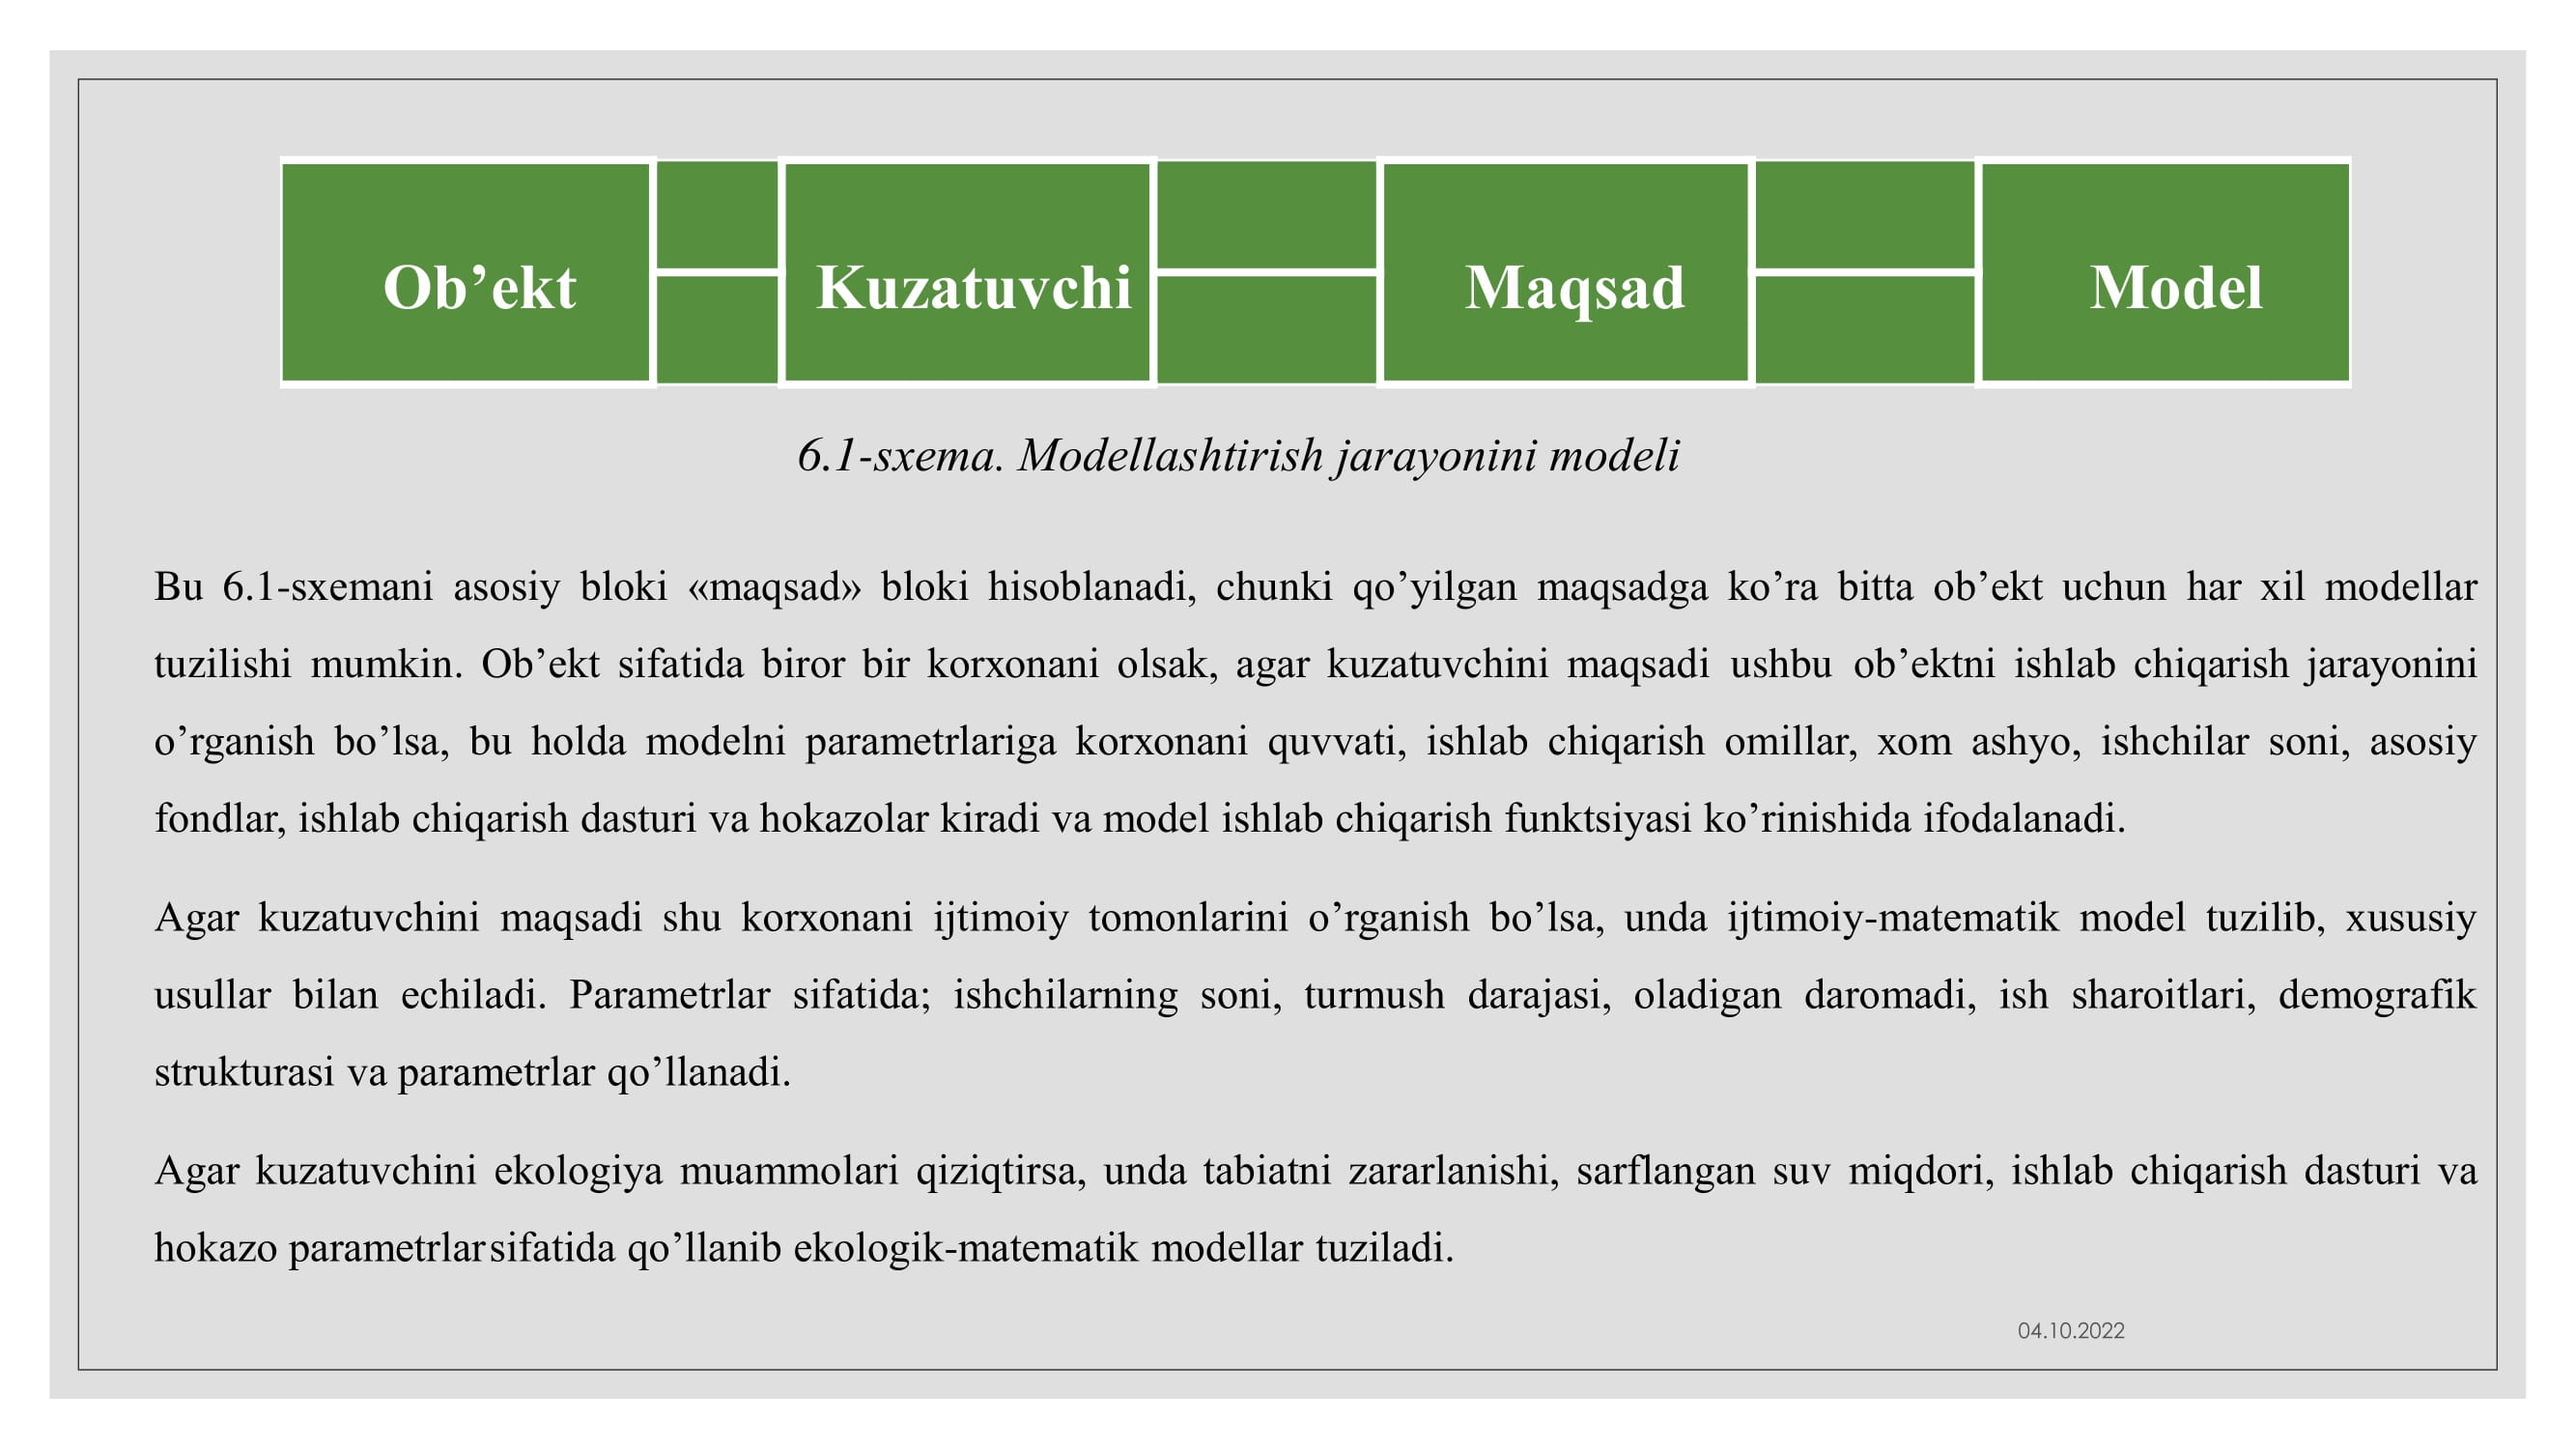 Ob’ekt Kuzatuvchi Maqsad Model
6.1-sxema. Modellashtirish jarayonini modeli
Bu 6.1-sxemani asosiy bloki «maqsad» bloki hisoblanadi, chunki qo’yilgan maqsadga ko’ra bitta ob’ekt uchun har xil modellar
tuzilishi mumkin. Ob’ekt sifatida biror bir korxonani olsak, agar kuzatuvchini maqsadi ushbu ob’ektni ishlab chiqarish jarayonini
o’rganish bo’lsa, bu holda modelni parametrlariga korxonani quvvati, ishlab chiqarish omillar, xom ashyo, ishchilar soni, asosiy
fondlar, ishlab chiqarish dasturi va hokazolar kiradi va model ishlab chiqarish funktsiyasi ko’rinishida ifodalanadi.
Agar kuzatuvchini maqsadi shu korxonani ijtimoiy tomonlarini o’rganish bo’lsa, unda ijtimoiy-matematik model tuzilib, xususiy
usullar bilan echiladi. Parametrlar sifatida; ishchilarning soni, turmush darajasi, oladigan daromadi, ish sharoitlari, demografik
strukturasi va parametrlar qo’llanadi.
Agar kuzatuvchini ekologiya muammolari qiziqtirsa, unda tabiatni zararlanishi, sarflangan suv miqdori, ishlab chiqarish dasturi va
hokazo parametrlar sifatida qo’llanib ekologik-matematik modellar tuziladi.
04.10.2022